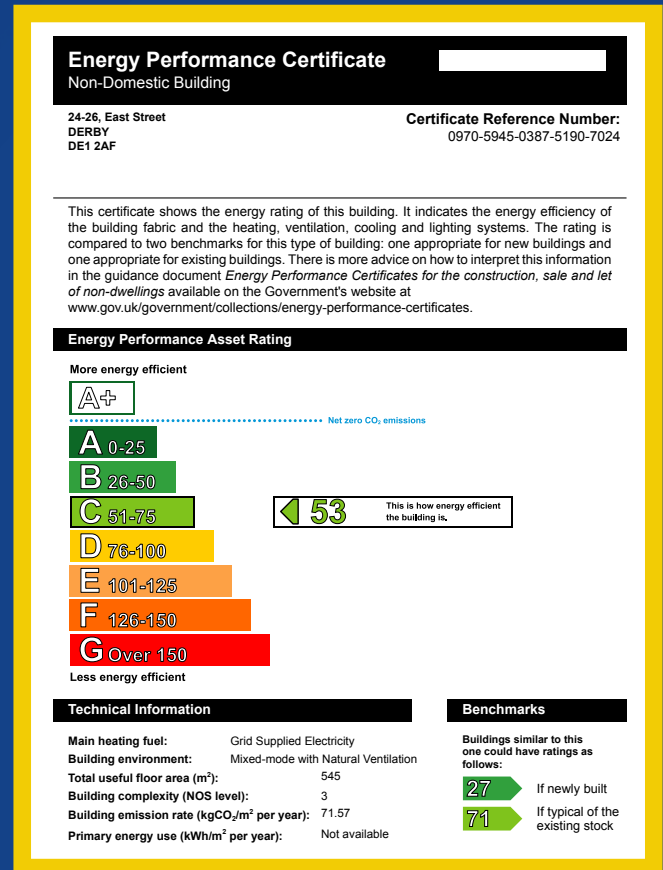 Energy Performance Certificate
Non-Domestic Building
24-26, East Street
DERBY
DE1 2AF
Certificate Reference Number:
0970-5945-0387-5190-7024
This certificate shows the energy rating of this building. It indicates the energy efficiency of
the building fabric and the heating, ventilation, cooling and lighting systems. The rating is
compared to two benchmarks for this type of building: one appropriate for new buildings and
one appropriate for existing buildings. There is more advice on how to interpret this information
in the guidance document Energy Performance Certificates for the construction, sale and let
of non-dwellings available on the Government's website at
www.gov.uk/government/collections/energy-performance-certificates.
Energy Performance Asset Rating
More energy efficient
A+
Net zero CO₂ emissions
A 0-25
B 26-50
C 51-75
53
This is how energy efficient
the building is.
D 76-100
E 101-125
F 126-150
G Over 150
Less energy efficient
Technical Information
Main heating fuel: Grid Supplied Electricity
Building environment: Mixed-mode with Natural Ventilation
Total useful floor area (m²): 545
Building complexity (NOS level): 3
Building emission rate (kgCO₂/m² per year): 71.57
Primary energy use (kWh/m² per year): Not available
Benchmarks
Buildings similar to this
one could have ratings as
follows:
27 If newly built
71 If typical of the
existing stock